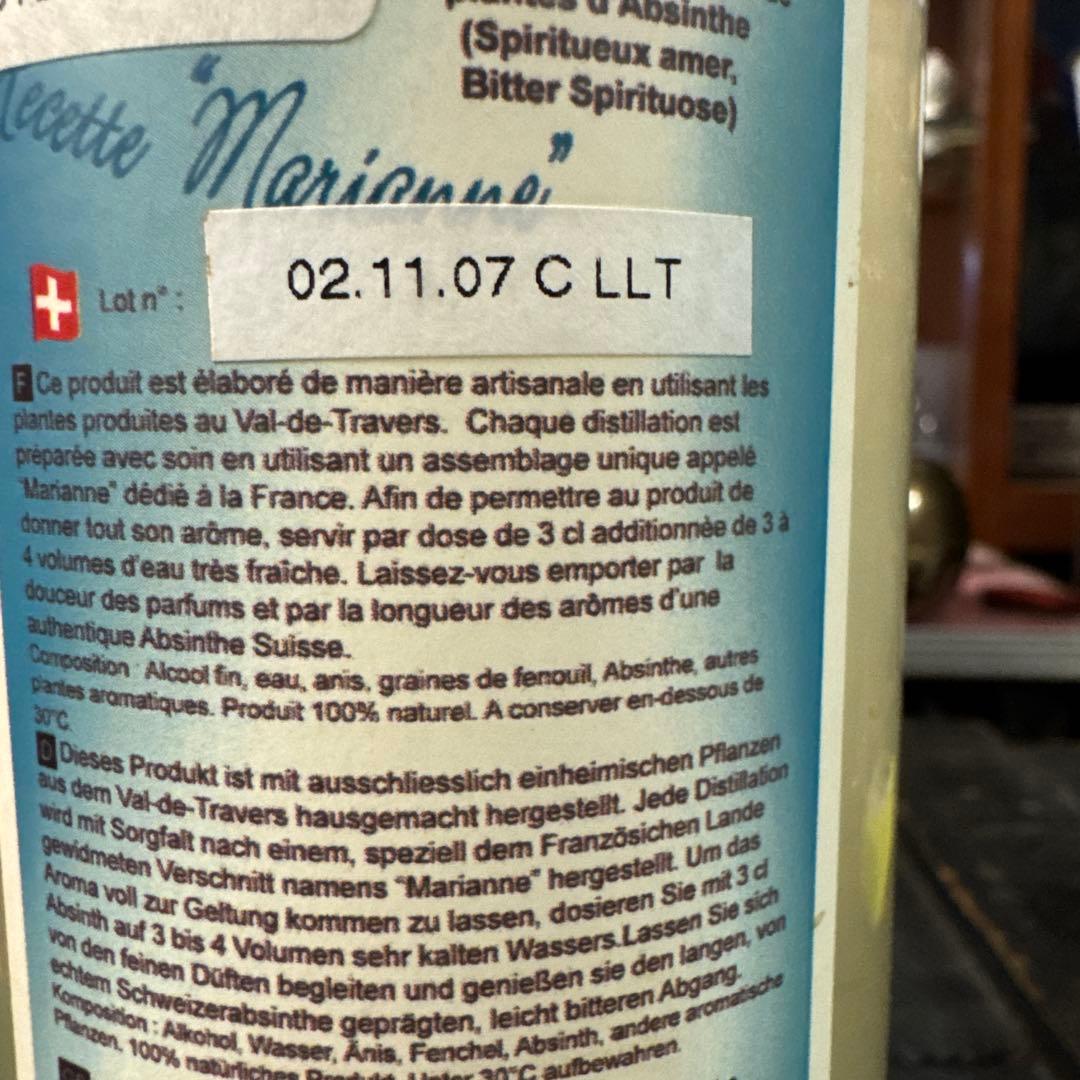 d'Absinthe
(Spiritueux amer,
Bitter Spirituose)
"Marianne"
Lot n° :
02.11.07 C LLT
F Ce produit est élaboré de manière artisanale en utilisant les
plantes produites au Val-de-Travers. Chaque distillation est
préparée avec soin en utilisant un assemblage unique appelé
"Marianne" dédié à la France. Afin de permettre au produit de
donner tout son arôme, servir par dose de 3 cl additionnée de 3 à
4 volumes d'eau très fraîche. Laissez-vous emporter par la
douceur des parfums et par la longueur des arômes d'une
authentique Absinthe Suisse.
Composition : Alcool fin, eau, anis, graines de fenouil, Absinthe, autres
plantes aromatiques. Produit 100% naturel. A conserver en-dessous de
30°C.
D Dieses Produkt ist mit ausschliesslich einheimischen Pflanzen
aus dem Val-de-Travers hausgemacht hergestellt. Jede Distillation
wird mit Sorgfalt nach einem, speziell dem Französichen Lande
gewidmeten Verschnitt namens "Marianne" hergestellt. Um das
Aroma voll zur Geltung kommen zu lassen, dosieren Sie mit 3 cl
Absinth auf 3 bis 4 Volumen sehr kalten Wassers.Lassen Sie sich
von den feinen Düften begleiten und genießen sie den langen, von
echtem Schweizerabsinthe geprägten, leicht bitteren Abgang.
Komposition : Alkohol, Wasser, Änis, Fenchel, Absinth, andere aromatische
Pflanzen. 100% natürliches Produkt. Unter 30°C aufbewahren.